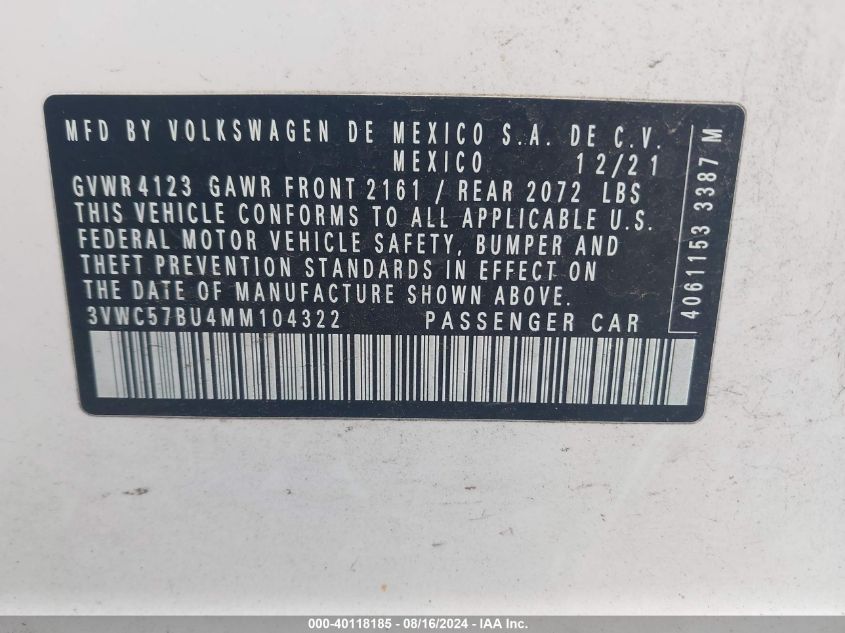 MFD BY VOLKSWAGEN DE MEXICO S.A. DE C.V.
MEXICO 12/21
GVWR 4123 GAWR FRONT 2161 / REAR 2072 LBS
THIS VEHICLE CONFORMS TO ALL APPLICABLE U.S.
FEDERAL MOTOR VEHICLE SAFETY, BUMPER AND
THEFT PREVENTION STANDARDS IN EFFECT ON
THE DATE OF MANUFACTURE SHOWN ABOVE.
3VWC57BU4MM104322 PASSENGER CAR
4061153 3387 M
000-40118185 - 08/16/2024 - IAA Inc.